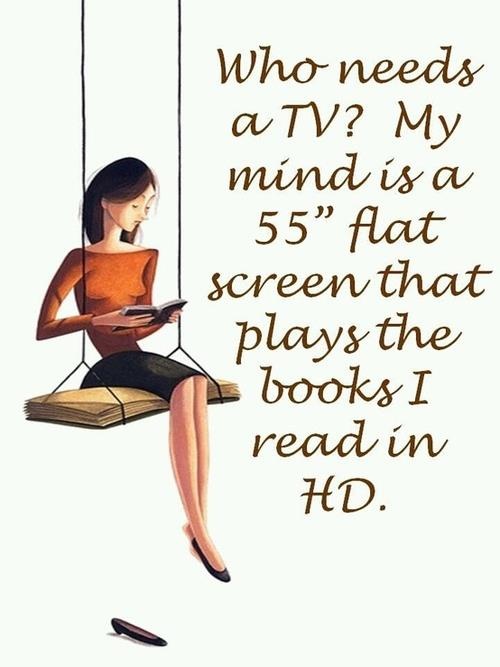 Who needs
a TV? My
mind is a
55” flat
screen that
plays the
books I
read in
HD.